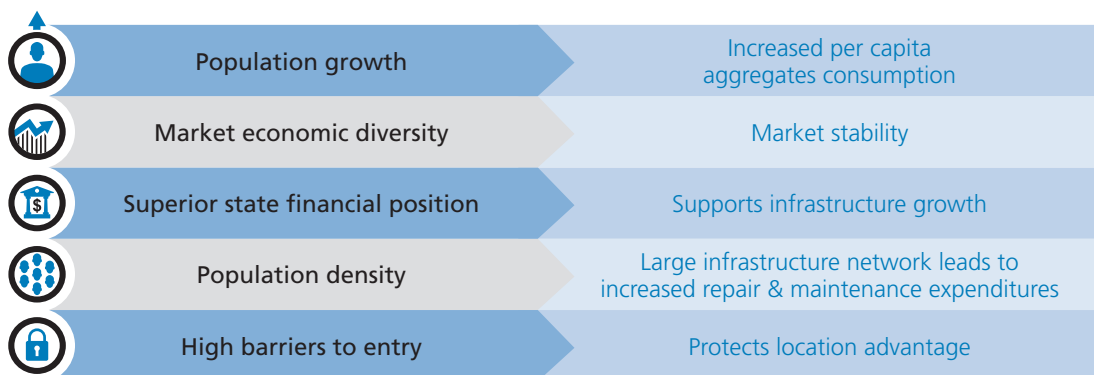 Population growth
Increased per capita
aggregates consumption
Market economic diversity
Market stability
$
Superior state financial position
Supports infrastructure growth
Population density
Large infrastructure network leads to
increased repair & maintenance expenditures
High barriers to entry
Protects location advantage